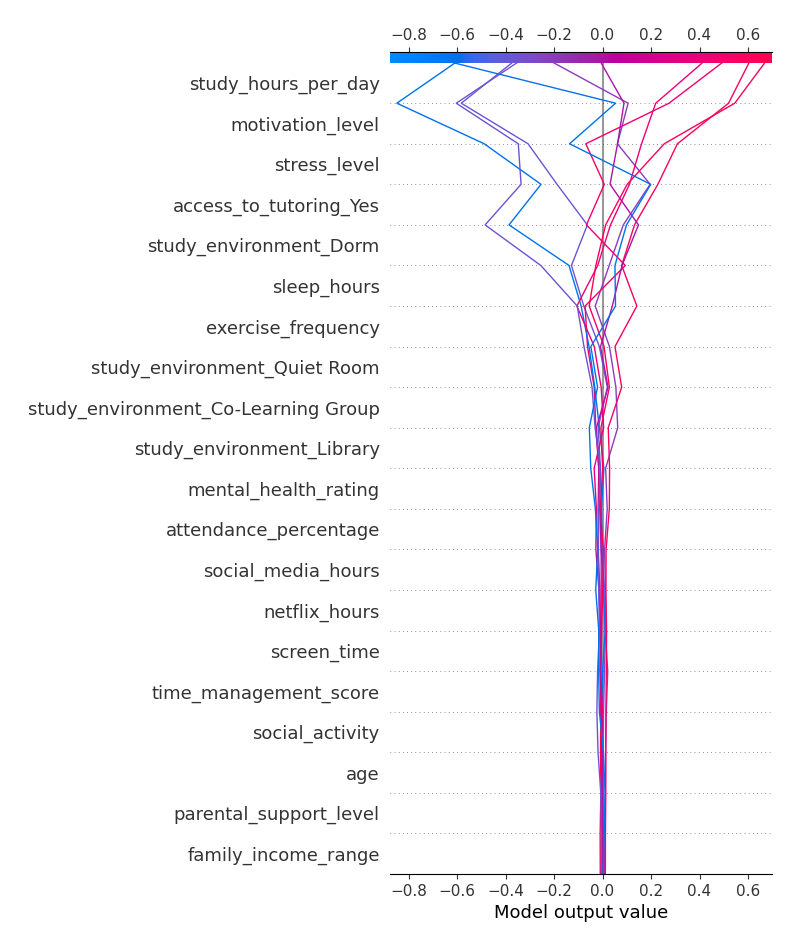 −0.8 −0.6 −0.4 −0.2 0.0 0.2 0.4 0.6
study_hours_per_day
motivation_level
stress_level
access_to_tutoring_Yes
study_environment_Dorm
sleep_hours
exercise_frequency
study_environment_Quiet Room
study_environment_Co-Learning Group
study_environment_Library
mental_health_rating
attendance_percentage
social_media_hours
netflix_hours
screen_time
time_management_score
social_activity
age
parental_support_level
family_income_range
−0.8 −0.6 −0.4 −0.2 0.0 0.2 0.4 0.6
Model output value